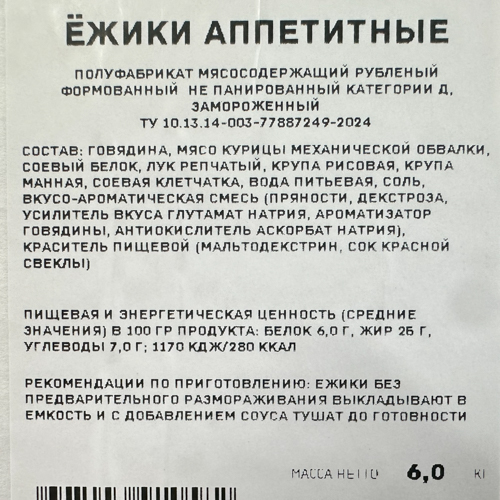 ЁЖИКИ АППЕТИТНЫЕ
ПОЛУФАБРИКАТ МЯСОСОДЕРЖАЩИЙ РУБЛЕНЫЙ
ФОРМОВАННЫЙ НЕ ПАНИРОВАННЫЙ КАТЕГОРИИ Д,
ЗАМОРОЖЕННЫЙ
ТУ 10.13.14-003-77887249-2024
СОСТАВ: ГОВЯДИНА, МЯСО КУРИЦЫ МЕХАНИЧЕСКОЙ ОБВАЛКИ,
СОЕВЫЙ БЕЛОК, ЛУК РЕПЧАТЫЙ, КРУПА РИСОВАЯ, КРУПА
МАННАЯ, СОЕВАЯ КЛЕТЧАТКА, ВОДА ПИТЬЕВАЯ, СОЛЬ,
ВКУСО-АРОМАТИЧЕСКАЯ СМЕСЬ (ПРЯНОСТИ, ДЕКСТРОЗА,
УСИЛИТЕЛЬ ВКУСА ГЛУТАМАТ НАТРИЯ, АРОМАТИЗАТОР
ГОВЯДИНЫ, АНТИОКИСЛИТЕЛЬ АСКОРБАТ НАТРИЯ),
КРАСИТЕЛЬ ПИЩЕВОЙ (МАЛЬТОДЕКСТРИН, СОК КРАСНОЙ
СВЕКЛЫ)
ПИЩЕВАЯ И ЭНЕРГЕТИЧЕСКАЯ ЦЕННОСТЬ (СРЕДНИЕ
ЗНАЧЕНИЯ) В 100 ГР ПРОДУКТА: БЕЛОК 6,0 Г, ЖИР 25 Г,
УГЛЕВОДЫ 7,0 Г; 1170 КДЖ/280 ККАЛ
РЕКОМЕНДАЦИИ ПО ПРИГОТОВЛЕНИЮ: ЕЖИКИ БЕЗ
ПРЕДВАРИТЕЛЬНОГО РАЗМОРАЖИВАНИЯ ВЫКЛАДЫВАЮТ В
ЕМКОСТЬ И С ДОБАВЛЕНИЕМ СОУСА ТУШАТ ДО ГОТОВНОСТИ
МАССА НЕТТО 6,0